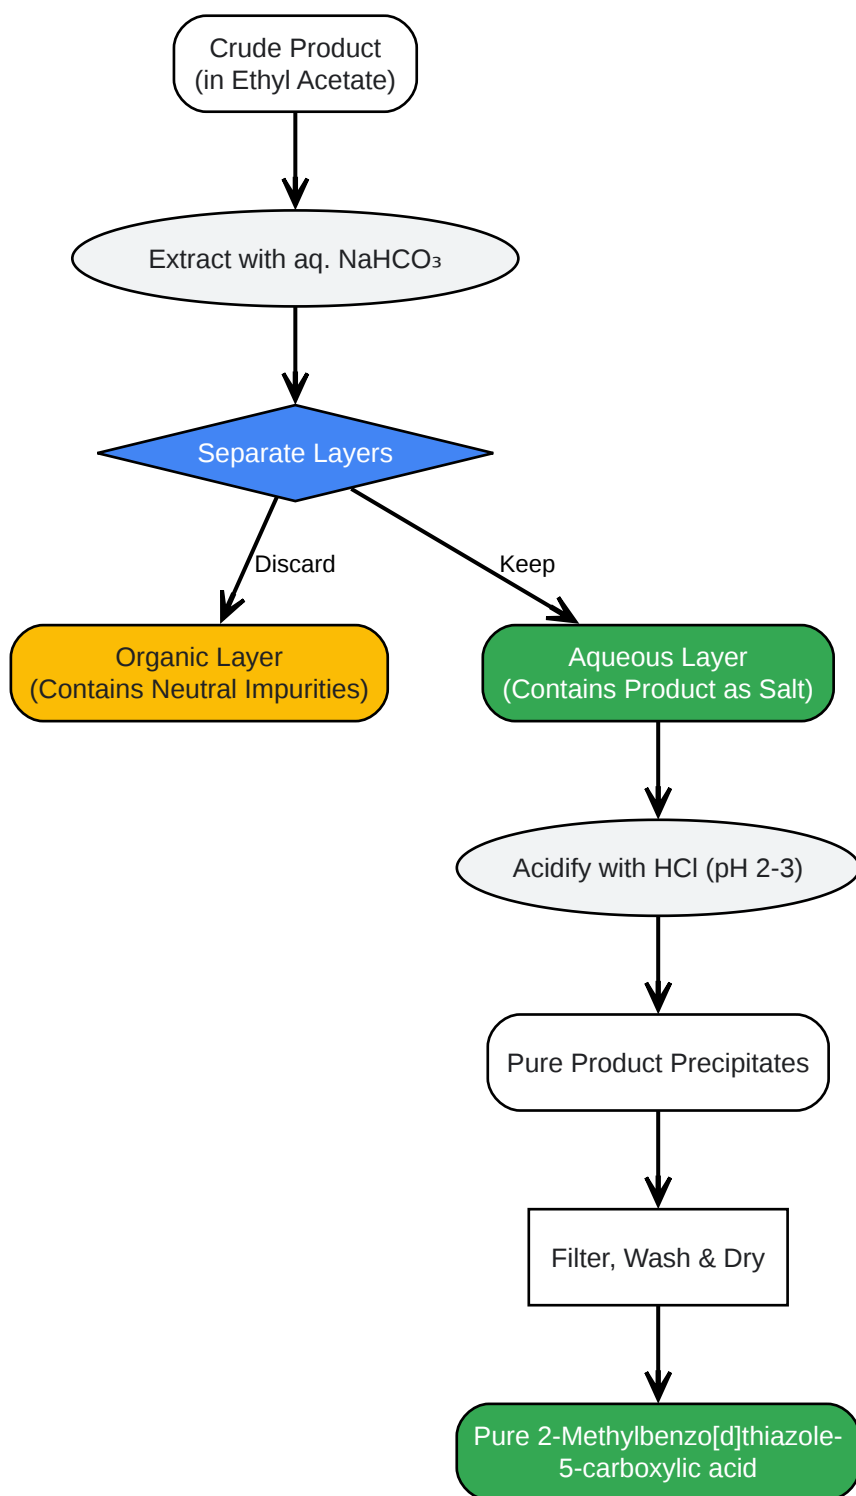 Crude Product
(in Ethyl Acetate)
Extract with aq. NaHCO₃
Separate Layers
Discard
Keep
Organic Layer
(Contains Neutral Impurities)
Aqueous Layer
(Contains Product as Salt)
Acidify with HCl (pH 2-3)
Pure Product Precipitates
Filter, Wash & Dry
Pure 2-Methylbenzo[d]thiazole-
5-carboxylic acid